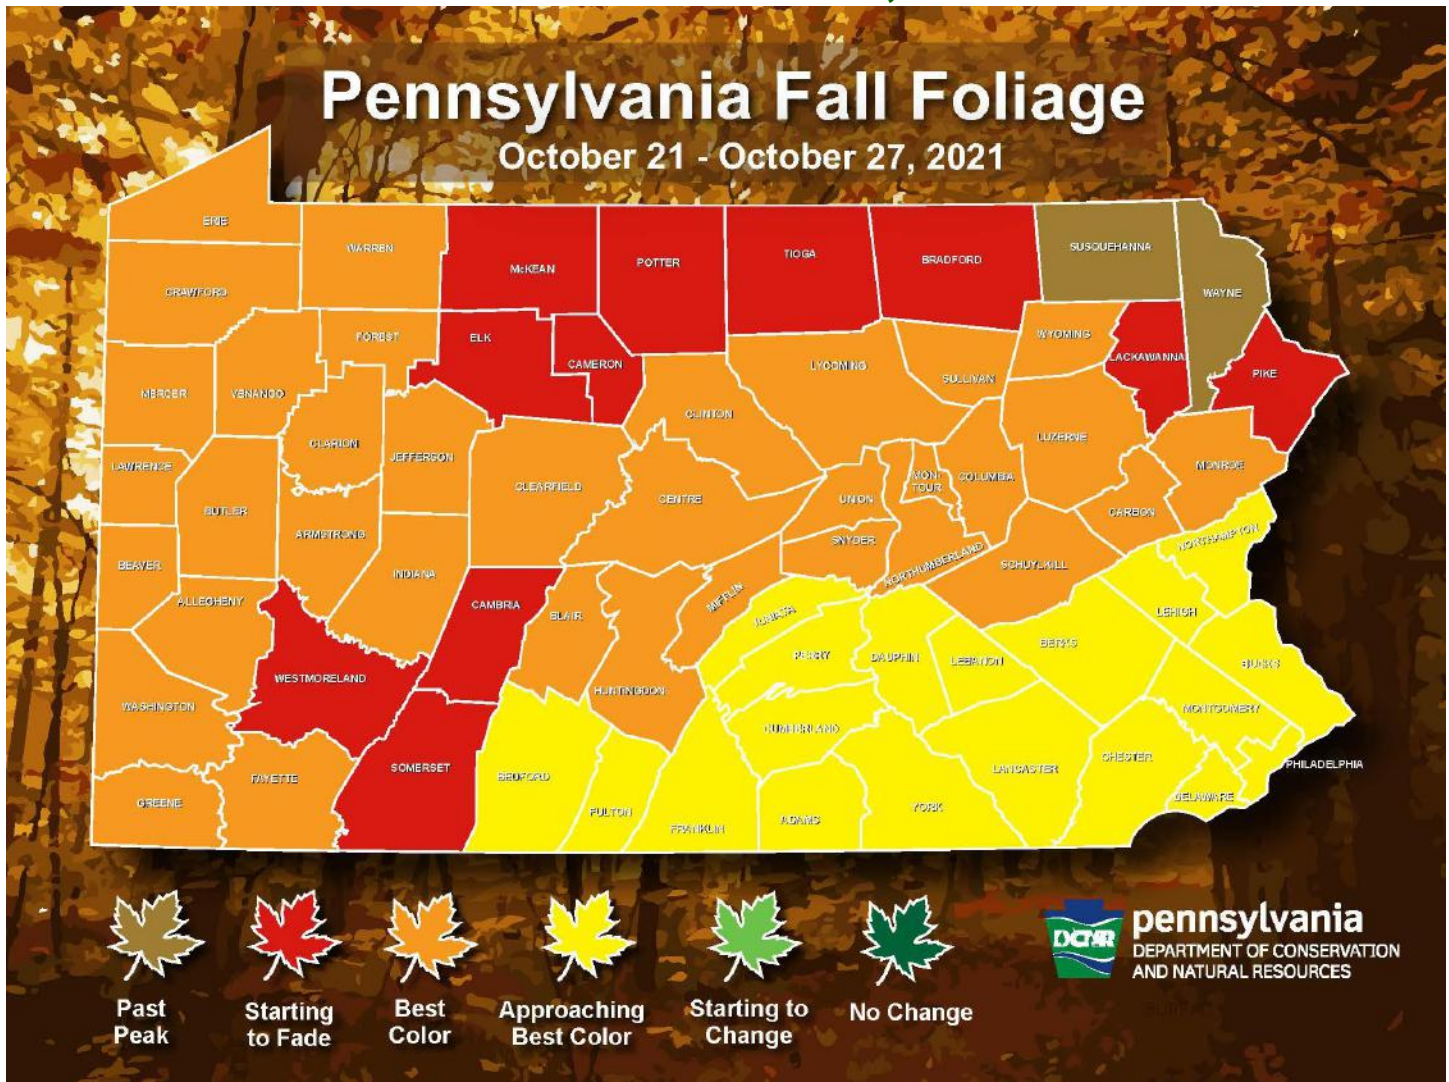 Pennsylvania Fall Foliage
October 21 - October 27, 2021
ERIE
WARREN
McKEAN
POTTER
TIOGA
BRADFORD
SUSQUEHANNA
WAYNE
CRAWFORD
FOREST
ELK
CAMERON
WYOMING
LACKAWANNA
PIKE
MERCER
VENANGO
LYCOMING
SULLIVAN
CLINTON
CLARION
JEFFERSON
LUZERNE
LAWRENCE
CLEARFIELD
CENTRE
UNION
MON-
TOUR
COLUMBIA
MONROE
BUTLER
ARMSTRONG
SNYDER
CARBON
NORTHAMPTON
BEAVER
INDIANA
NORTHUMBERLAND
SCHUYLKILL
ALLEGHENY
CAMBRIA
BLAIR
MIFFLIN
JUNIATA
LEHIGH
WESTMORELAND
HUNTINGDON
PERRY
DAUPHIN
LEBANON
BERKS
BUCKS
WASHINGTON
CUMBERLAND
MONTGOMERY
GREENE
FAYETTE
SOMERSET
BEDFORD
FULTON
FRANKLIN
ADAMS
YORK
LANCASTER
CHESTER
DELAWARE
PHILADELPHIA
Past
Peak
Starting
to Fade
Best
Color
Approaching
Best Color
Starting to
Change
No Change
DCNR
pennsylvania
DEPARTMENT OF CONSERVATION
AND NATURAL RESOURCES